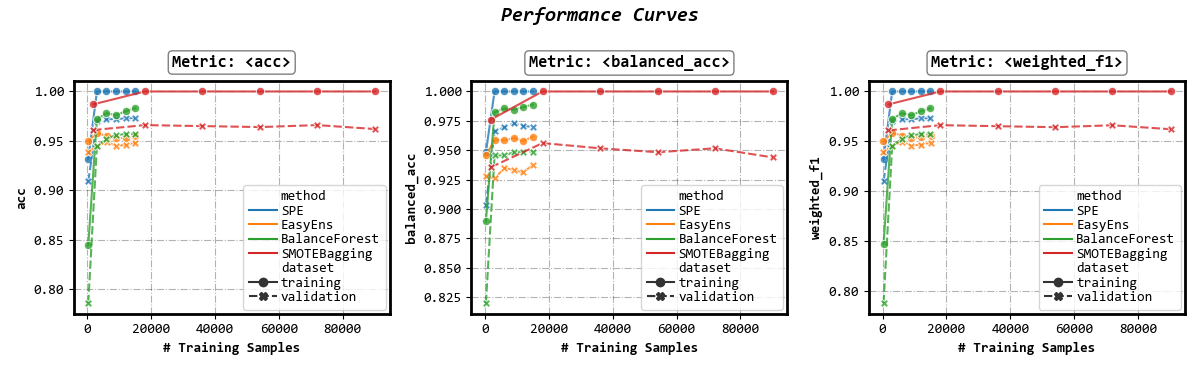 Performance Curves
Metric: <acc>
Metric: <balanced_acc>
Metric: <weighted_f1>
acc
1.00
0.95
0.90
0.85
0.80
0
20000
40000
60000
80000
# Training Samples
method
SPE
EasyEns
BalanceForest
SMOTEBagging
dataset
training
validation
balanced_acc
1.000
0.975
0.950
0.925
0.900
0.875
0.850
0.825
0
20000
40000
60000
80000
# Training Samples
method
SPE
EasyEns
BalanceForest
SMOTEBagging
dataset
training
validation
weighted_f1
1.00
0.95
0.90
0.85
0.80
0
20000
40000
60000
80000
# Training Samples
method
SPE
EasyEns
BalanceForest
SMOTEBagging
dataset
training
validation